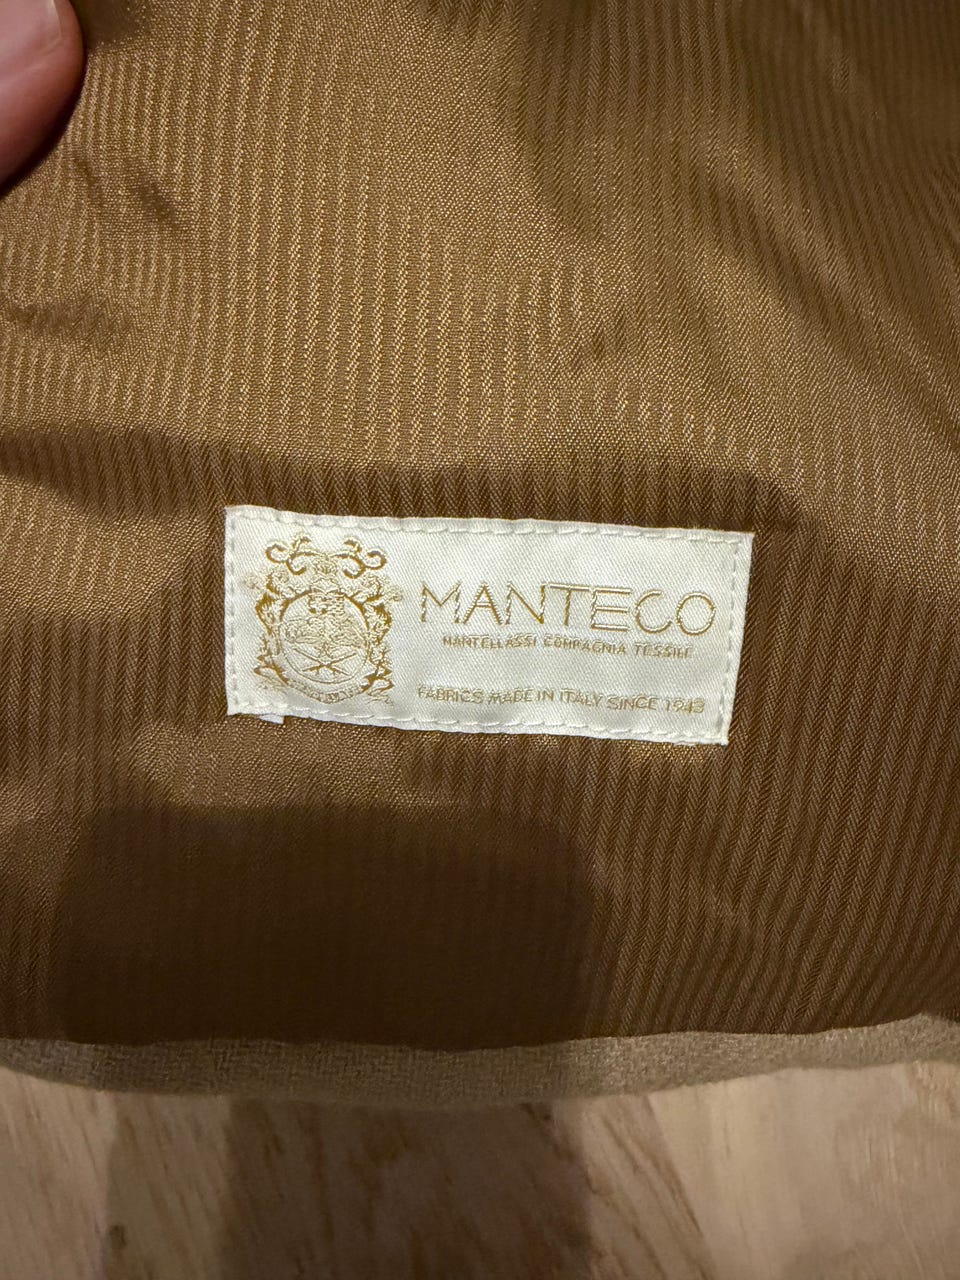 MANTECO
MANTELLASSI COMPAGNIA TESSILE
FABRICS MADE IN ITALY SINCE 1943